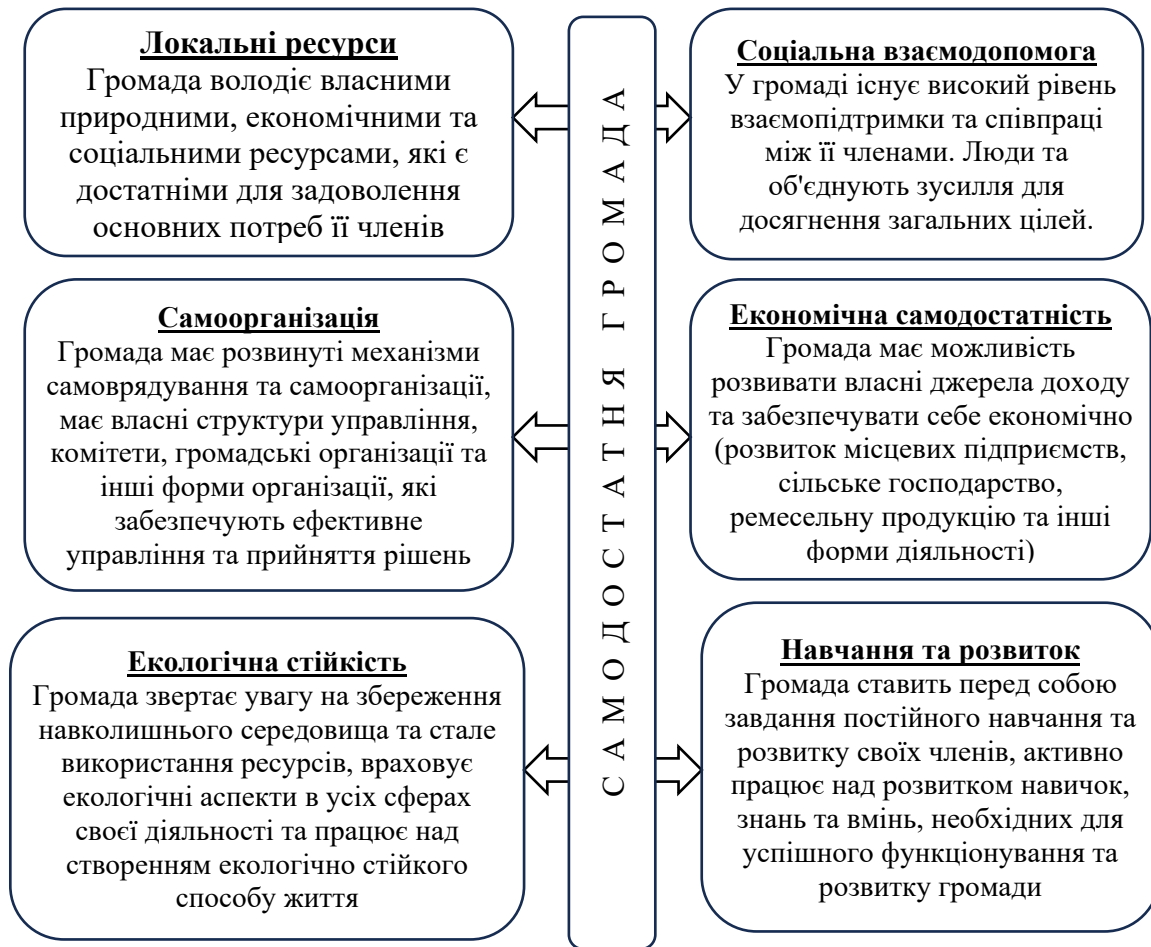 Локальні ресурси
Громада володіє власними
природними, економічними та
соціальними ресурсами, які є
достатніми для задоволення
основних потреб її членів
Самоорганізація
Громада має розвинуті механізми
самоврядування та самоорганізації,
має власні структури управління,
комітети, громадські організації та
інші форми організації, які
забезпечують ефективне
управління та прийняття рішень
Екологічна стійкість
Громада звертає увагу на збереження
навколишнього середовища та стале
використання ресурсів, враховує
екологічні аспекти в усіх сферах
своєї діяльності та працює над
створенням екологічно стійкого
способу життя
САМОДОСТАТНЯ ГРОМАДА
Соціальна взаємодопомога
У громаді існує високий рівень
взаємопідтримки та співпраці
між її членами. Люди та
об'єднують зусилля для
досягнення загальних цілей.
Економічна самодостатність
Громада має можливість
розвивати власні джерела доходу
та забезпечувати себе економічно
(розвиток місцевих підприємств,
сільське господарство,
ремесельну продукцію та інші
форми діяльності)
Навчання та розвиток
Громада ставить перед собою
завдання постійного навчання та
розвитку своїх членів, активно
працює над розвитком навичок,
знань та вмінь, необхідних для
успішного функціонування та
розвитку громади